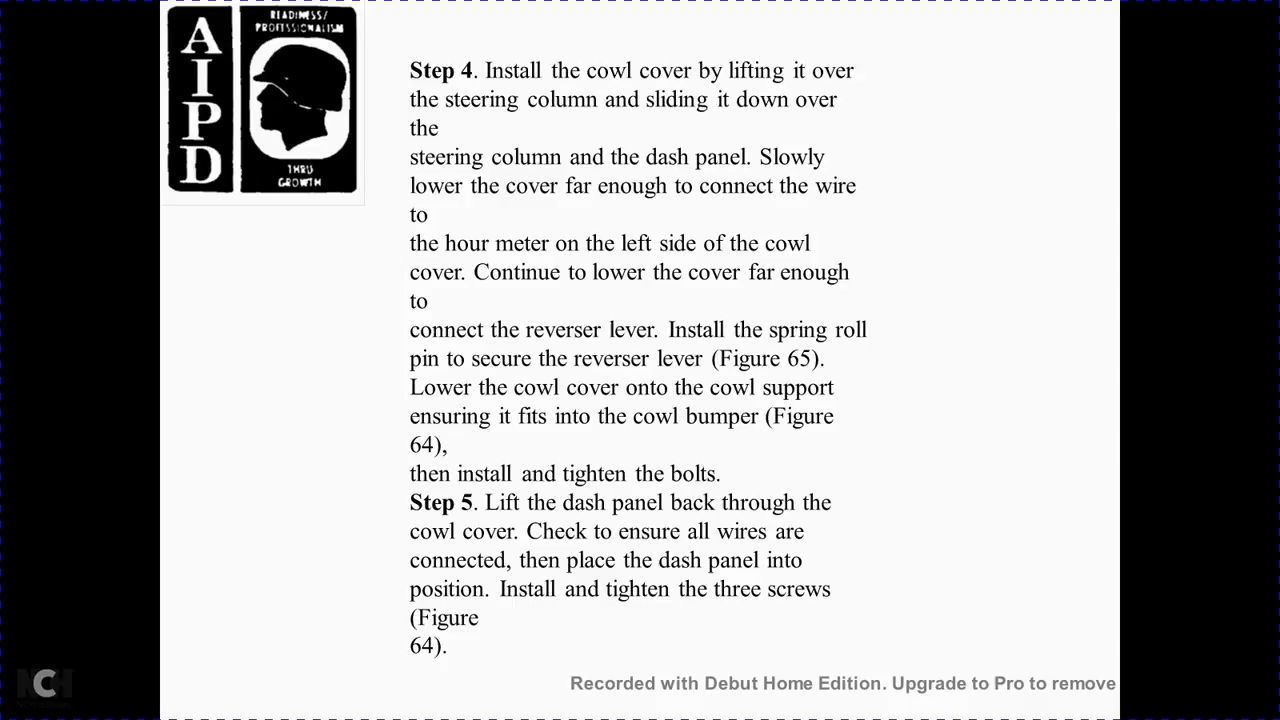 AIPD
READINESS/
PROFESSIONALISM
THRU
GROWTH
Step 4. Install the cowl cover by lifting it over
the steering column and sliding it down over
the
steering column and the dash panel. Slowly
lower the cover far enough to connect the wire
to
the hour meter on the left side of the cowl
cover. Continue to lower the cover far enough
to
connect the reverser lever. Install the spring roll
pin to secure the reverser lever (Figure 65).
Lower the cowl cover onto the cowl support
ensuring it fits into the cowl bumper (Figure
64),
then install and tighten the bolts.
Step 5. Lift the dash panel back through the
cowl cover. Check to ensure all wires are
connected, then place the dash panel into
position. Install and tighten the three screws
(Figure
64).
NCH
Recorded with Debut Home Edition. Upgrade to Pro to remove